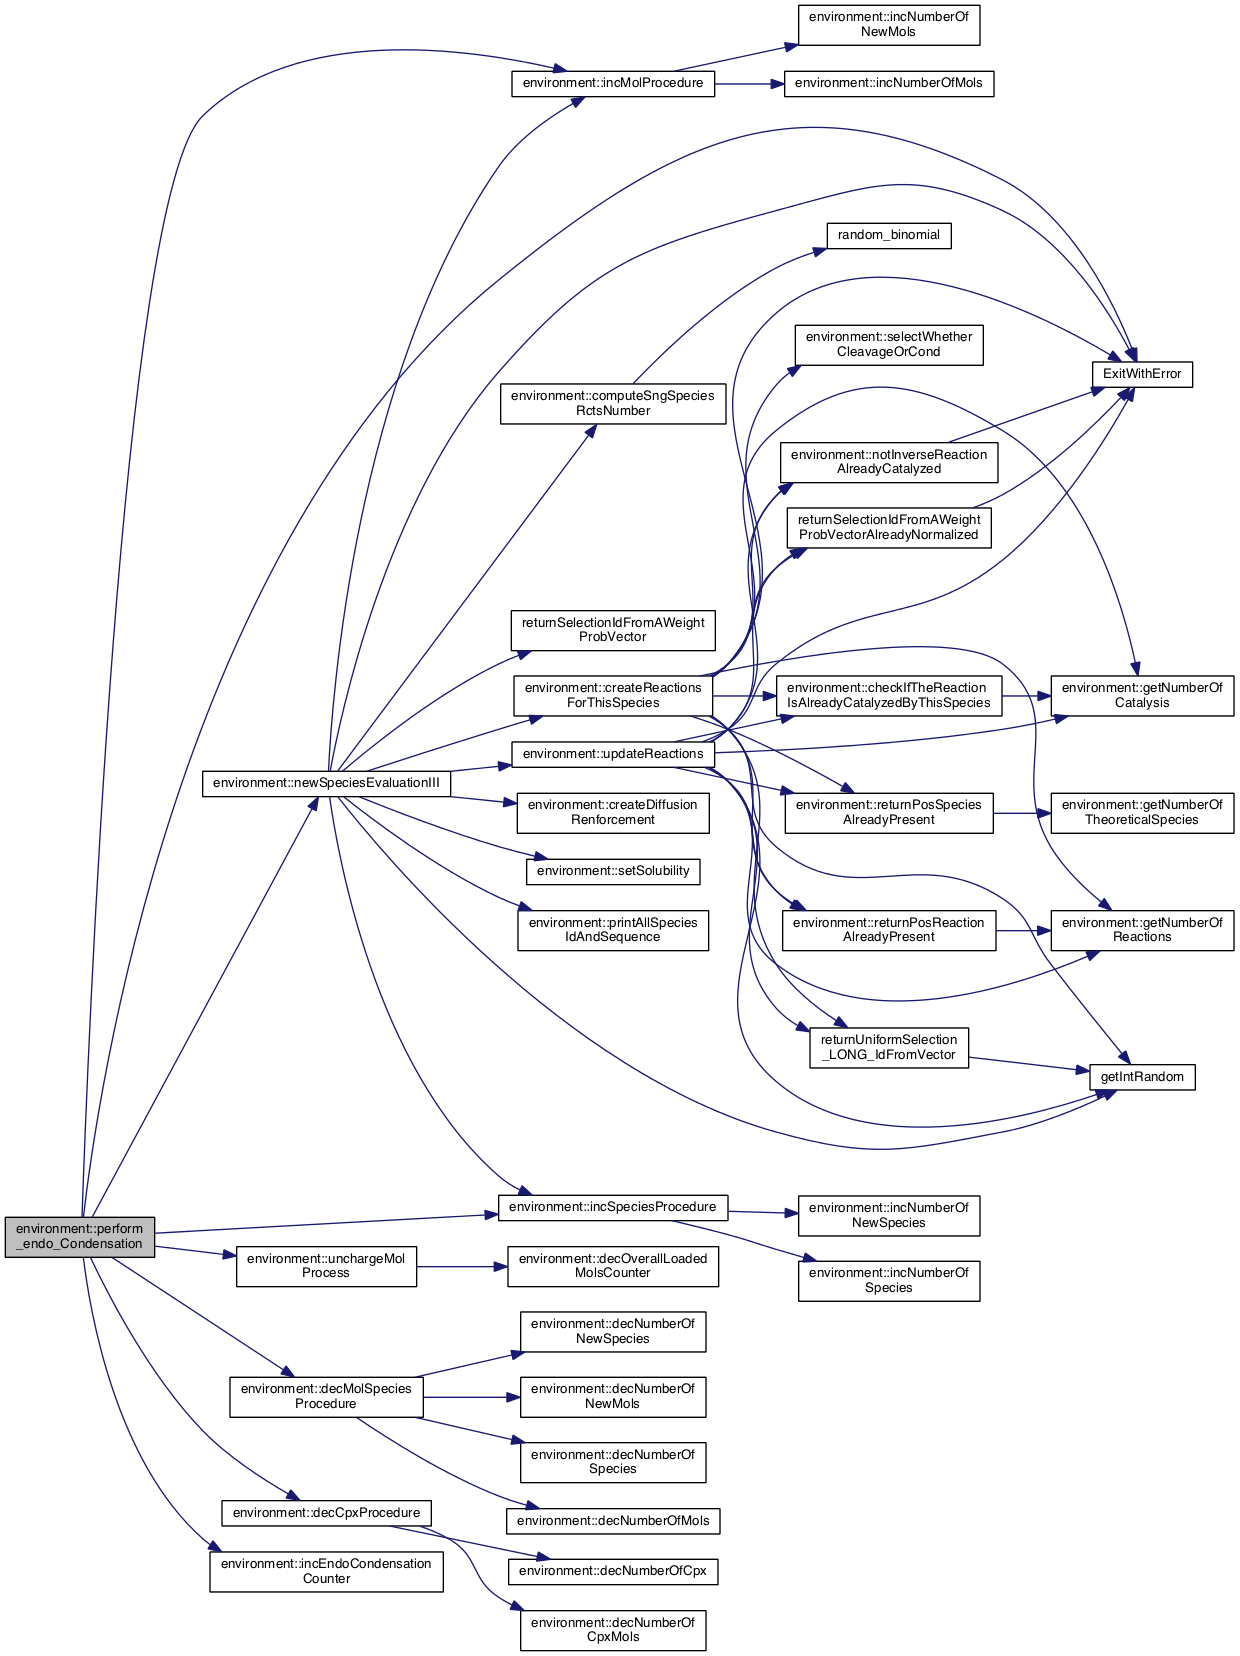 environment::incNumberOf
NewMols
environment::incMolProcedure
environment::incNumberOfMols
random_binomial
environment::selectWhether
CleavageOrCond
ExitWithError
environment::computeSngSpecies
RctsNumber
environment::notInverseReaction
AlreadyCatalyzed
returnSelectionIdFromAWeight
ProbVectorAlreadyNormalized
returnSelectionIdFromAWeight
ProbVector
environment::createReactions
ForThisSpecies
environment::checkIfTheReaction
IsAlreadyCatalyzedByThisSpecies
environment::getNumberOf
Catalysis
environment::updateReactions
environment::newSpeciesEvaluationIII
environment::createDiffusion
Renforcement
environment::returnPosSpecies
AlreadyPresent
environment::getNumberOf
TheoreticalSpecies
environment::setSolubility
environment::printAllSpecies
IdAndSequence
environment::returnPosReaction
AlreadyPresent
environment::getNumberOf
Reactions
returnUniformSelection
_LONG_IdFromVector
getIntRandom
environment::perform
_endo_Condensation
environment::incSpeciesProcedure
environment::incNumberOf
NewSpecies
environment::unchargeMol
Process
environment::decOverallLoaded
MolsCounter
environment::incNumberOf
Species
environment::decNumberOf
NewSpecies
environment::decMolSpecies
Procedure
environment::decNumberOf
NewMols
environment::decNumberOf
Species
environment::decCpxProcedure
environment::decNumberOfMols
environment::incEndoCondensation
Counter
environment::decNumberOfCpx
environment::decNumberOf
CpxMols